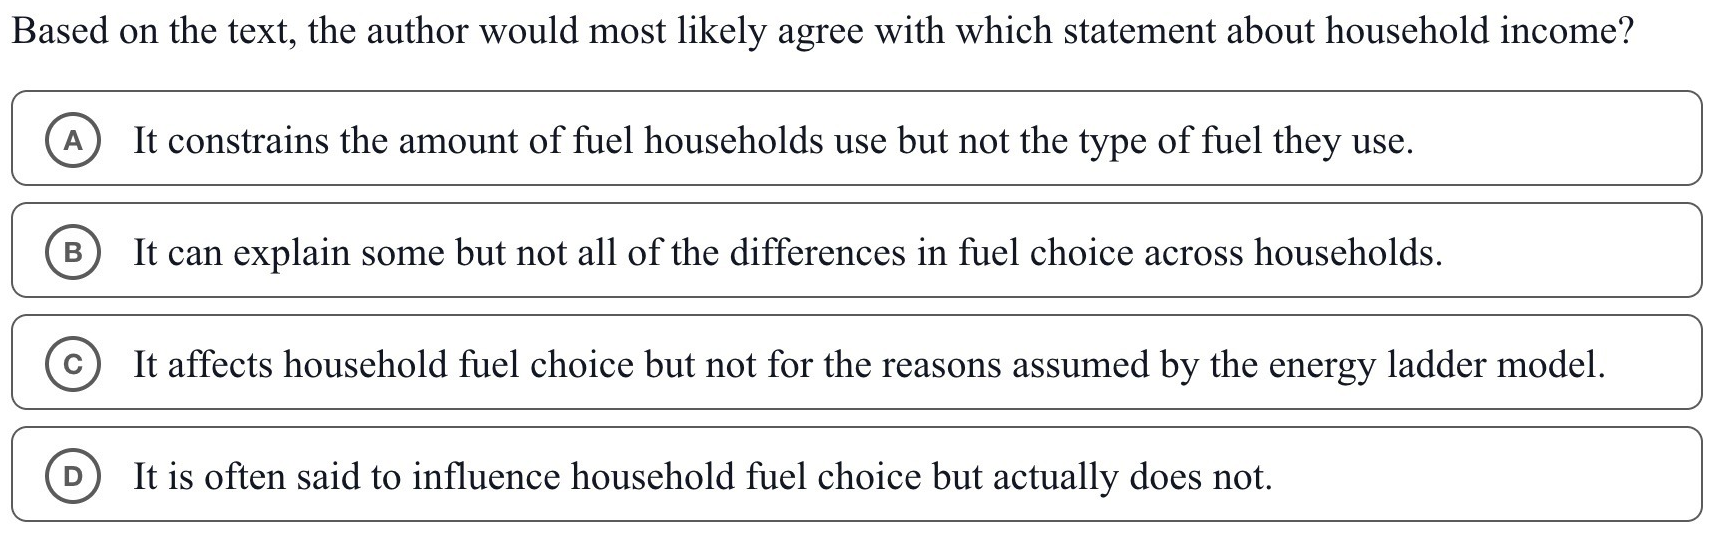 Based on the text, the author would most likely agree with which statement about household income?
A It constrains the amount of fuel households use but not the type of fuel they use.
B It can explain some but not all of the differences in fuel choice across households.
C It affects household fuel choice but not for the reasons assumed by the energy ladder model.
D It is often said to influence household fuel choice but actually does not.